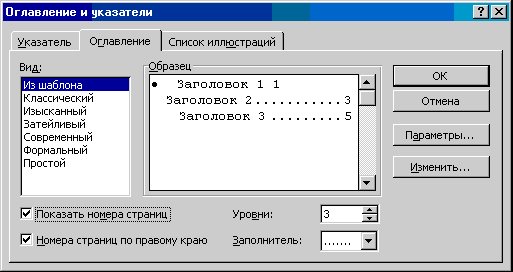 Оглавление и указатели
Указатель Оглавление Список иллюстраций
Вид:
Из шаблона
Классический
Изысканный
Затейливый
Современный
Формальный
Простой
Образец
• Заголовок 1 1
Заголовок 2...........3
Заголовок 3.........5
ОК
Отмена
Параметры...
Изменить...
Показать номера страниц
Номера страниц по правому краю
Уровни: 3
Заполнитель: .......